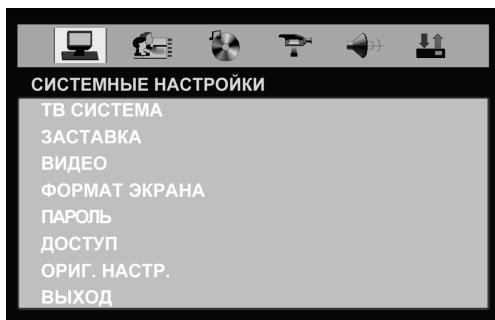 СИСТЕМНЫЕ НАСТРОЙКИ
ТВ СИСТЕМА
ЗАСТАВКА
ВИДЕО
ФОРМАТ ЭКРАНА
ПАРОЛЬ
ДОСТУП
ОРИГ. НАСТР.
ВЫХОД